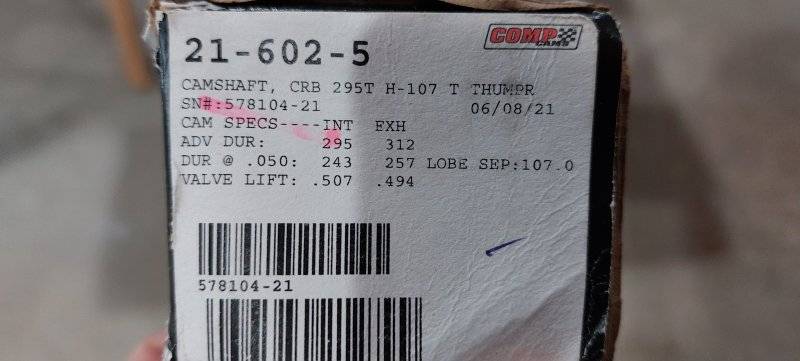 21-602-5
COMP
CAMS
CAMSHAFT, CRB 295T H-107 T THUMPR
SN#:578104-21 06/08/21
CAM SPECS----INT EXH
ADV DUR: 295 312
DUR @ .050: 243 257 LOBE SEP:107.0
VALVE LIFT: .507 .494
578104-21